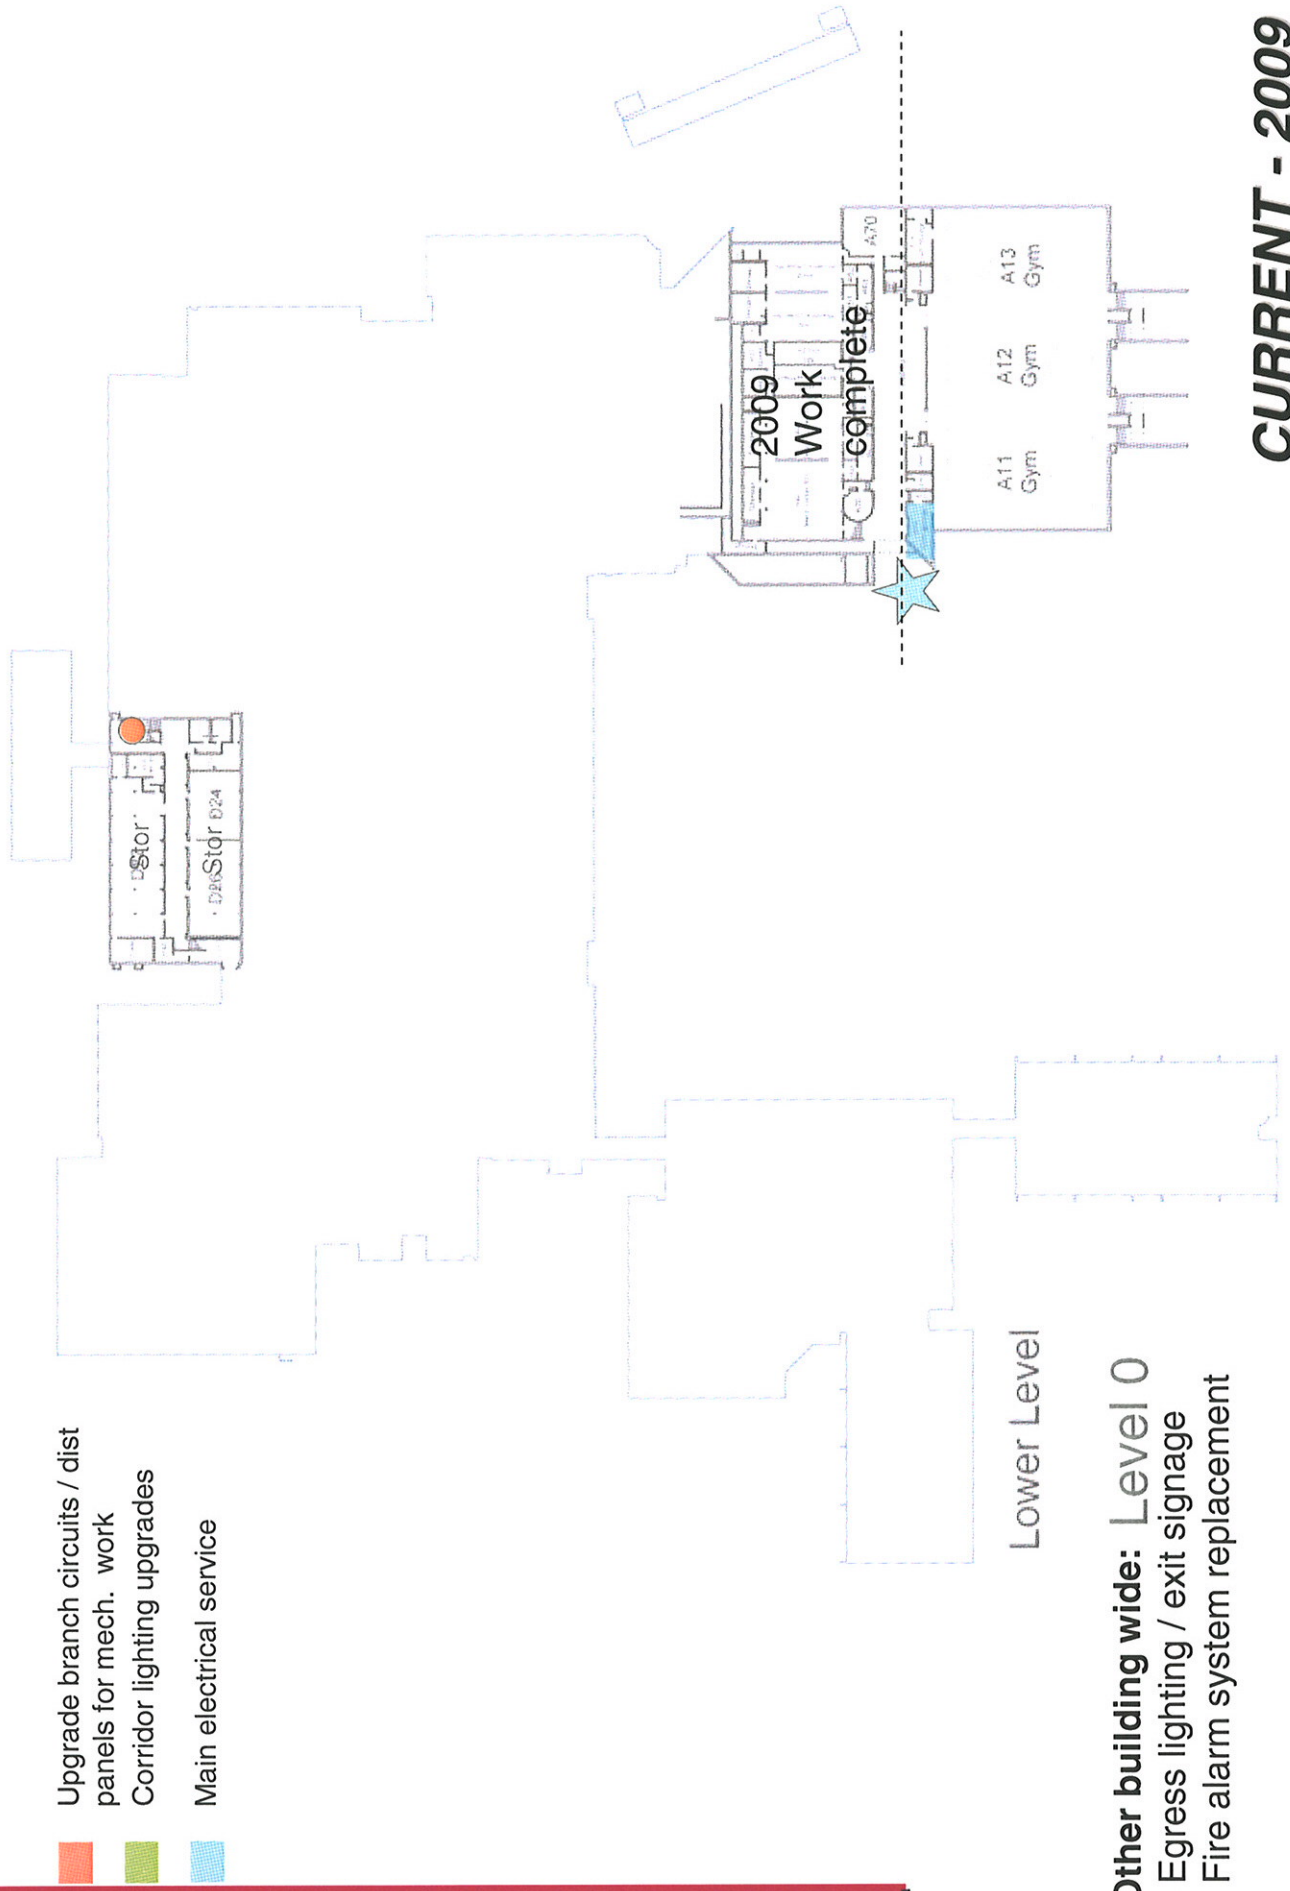 Upgrade branch circuits / dist
panels for mech. work
Corridor lighting upgrades
Main electrical service
Stor
D26 Stor D24
2009
Work
complete
A70
A11
Gym
A12
Gym
A13
Gym
Lower Level
Other building wide: Level 0
Egress lighting / exit signage
Fire alarm system replacement
CURRENT - 2009